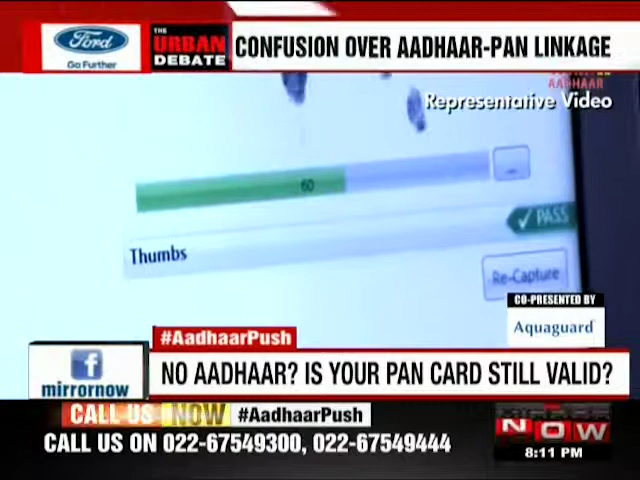 Ford
Go Further
THE
URBAN
DEBATE
CONFUSION OVER AADHAAR-PAN LINKAGE
AADHAAR
Representative Video
60
...
✓ PASS
Thumbs
Re-Capture
CO-PRESENTED BY
Aquaguard
#AadhaarPush
f
mirrornow
NO AADHAAR? IS YOUR PAN CARD STILL VALID?
CALL US NOW
#AadhaarPush
CALL US ON 022-67549300, 022-67549444
NOW
8:11 PM